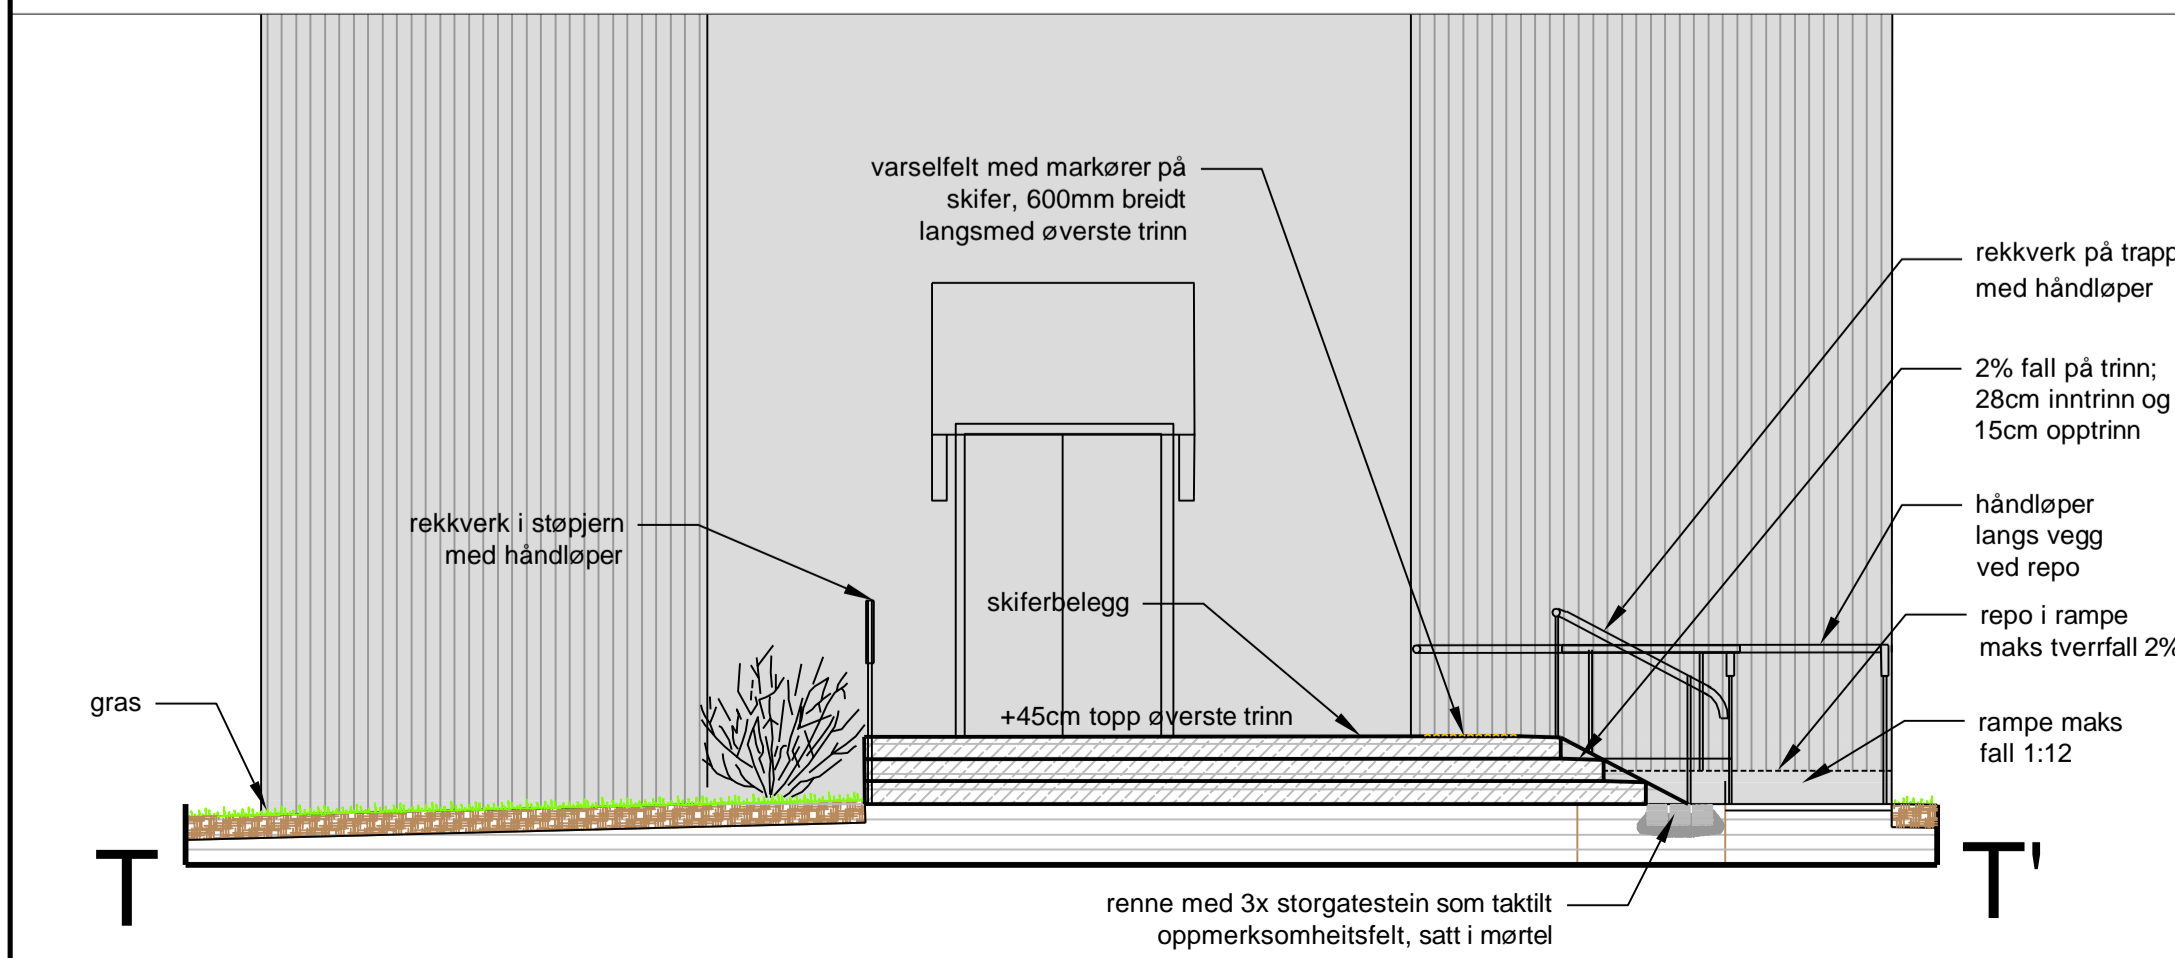 varselfelt med markører på
skifer, 600mm breidt
langsmed øverste trinn
rekkverk på trapp
med håndløper
2% fall på trinn;
28cm inntrinn og
15cm opptrinn
håndløper
langs vegg
ved repo
rekkverk i støpjern
med håndløper
skiferbelegg
repo i rampe
maks tverrfall 2%
gras
+45cm topp øverste trinn
rampe maks
fall 1:12
T
T'
renne med 3x storgatestein som taktilt
oppmerksomheitsfelt, satt i mørtel